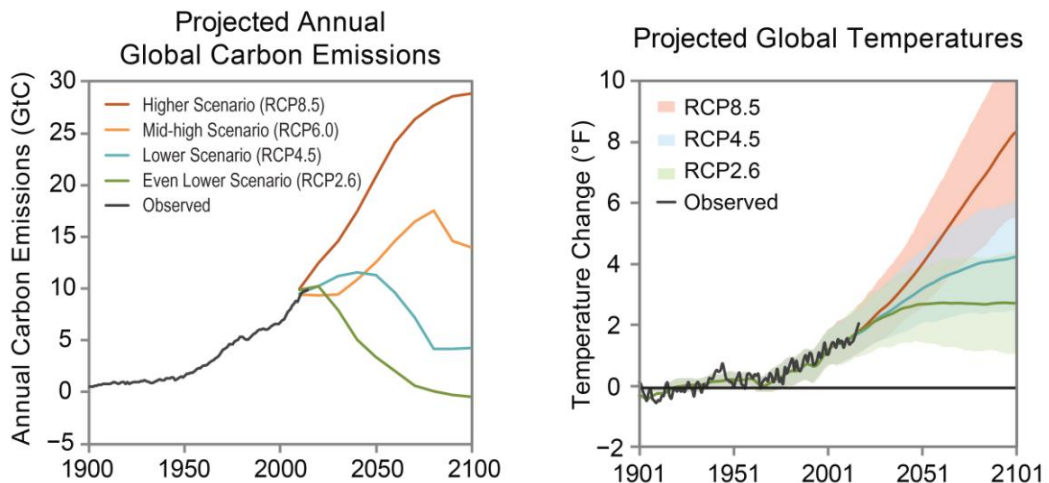 Projected Annual
Global Carbon Emissions
Annual Carbon Emissions (GtC)
30
25
20
15
10
5
0
−5
Higher Scenario (RCP8.5)
Mid-high Scenario (RCP6.0)
Lower Scenario (RCP4.5)
Even Lower Scenario (RCP2.6)
Observed
1900 1950 2000 2050 2100
Projected Global Temperatures
Temperature Change (°F)
10
8
6
4
2
0
−2
RCP8.5
RCP4.5
RCP2.6
Observed
1901 1951 2001 2051 2101